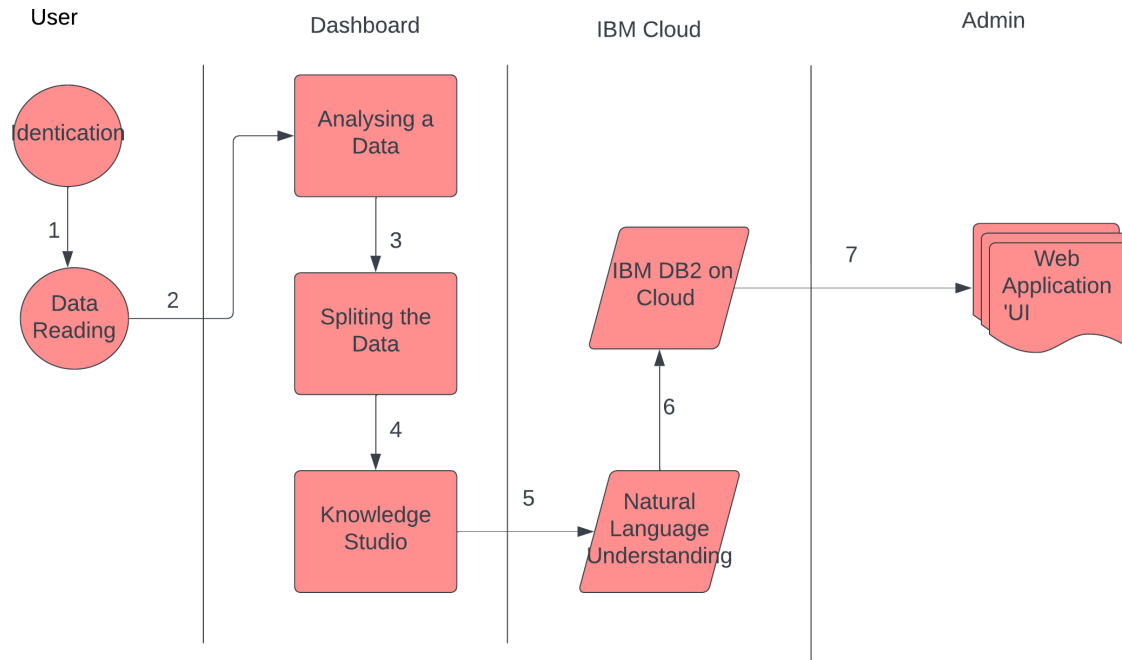 User
Dashboard
IBM Cloud
Admin
Identication
1
Data
Reading
2
Analysing a
Data
3
Spliting the
Data
4
Knowledge
Studio
5
Natural
Language
Understanding
6
IBM DB2 on
Cloud
7
Web
Application
'UI